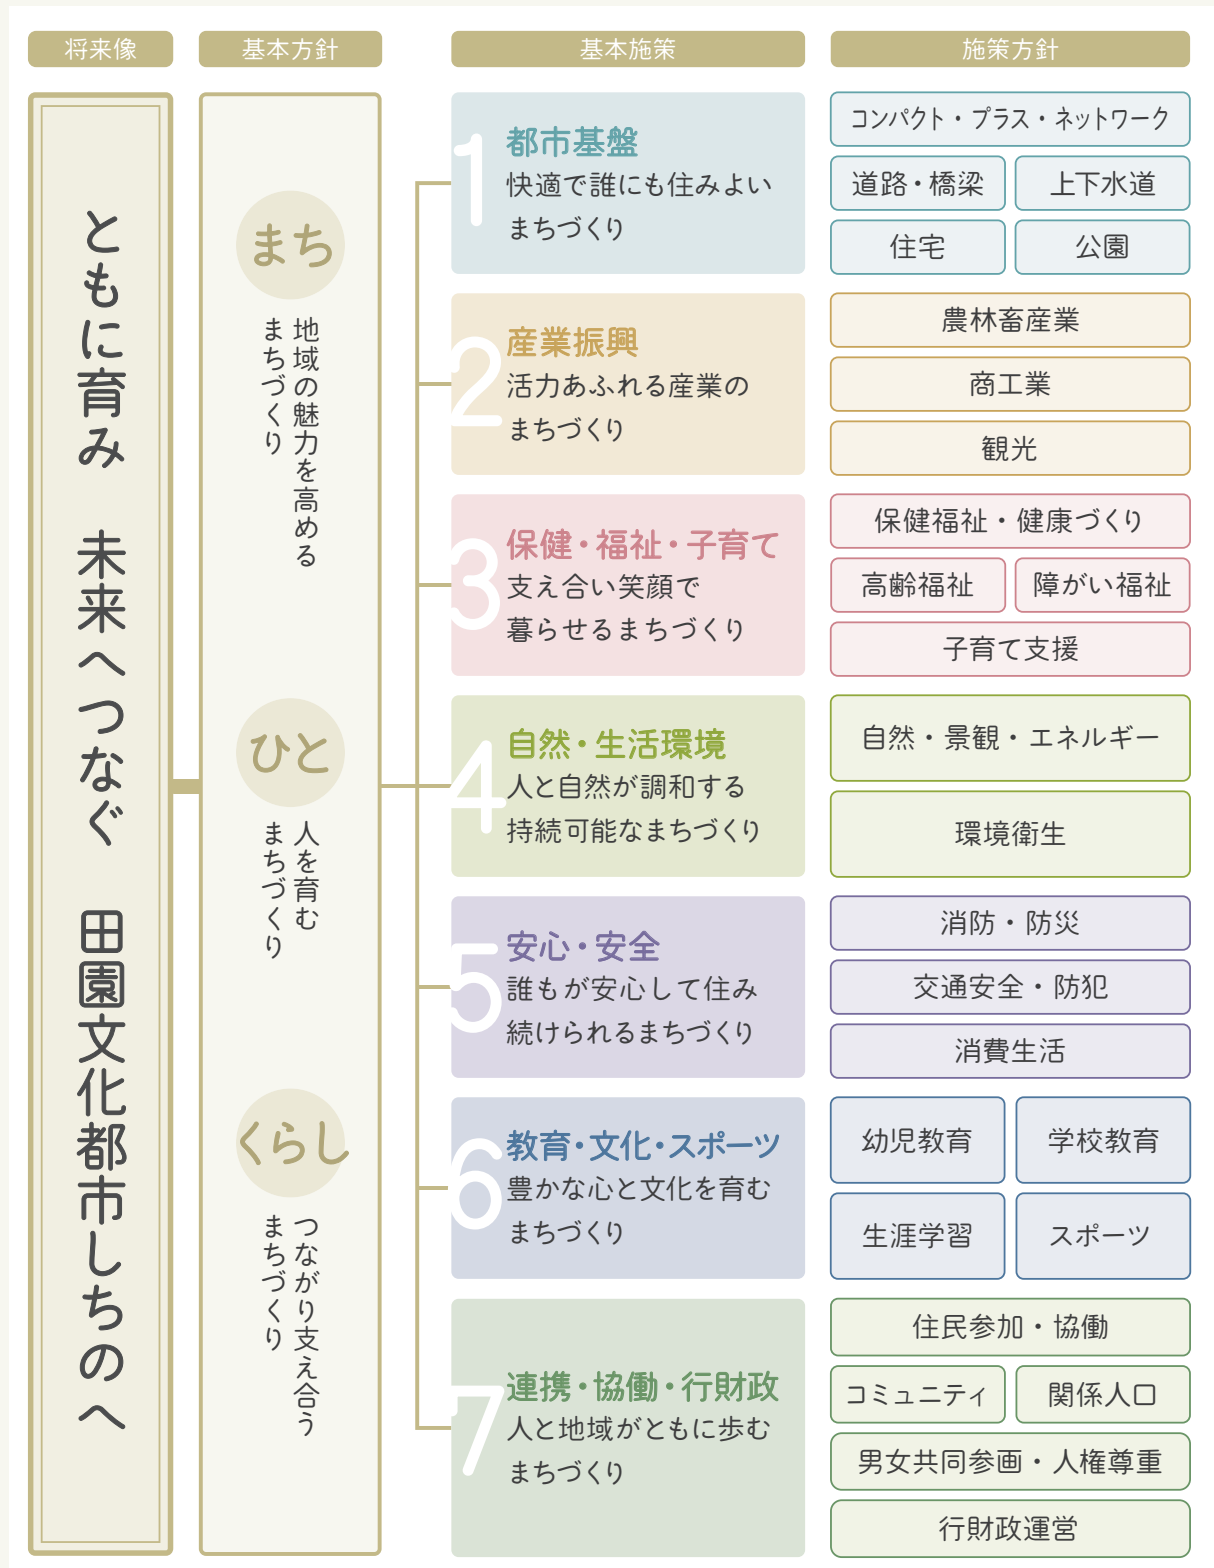 将来像
基本方針
基本施策
施策方針
ともに育み　未来へつなぐ　田園文化都市しちのへ
まち
地域の魅力を高める
まちづくり
ひと
人を育む
まちづくり
くらし
つながり支え合う
まちづくり
1
都市基盤
快適で誰にも住みよい
まちづくり
コンパクト・プラス・ネットワーク
道路・橋梁
上下水道
住宅
公園
2
産業振興
活力あふれる産業の
まちづくり
農林畜産業
商工業
観光
3
保健・福祉・子育て
支え合い笑顔で
暮らせるまちづくり
保健福祉・健康づくり
高齢福祉
障がい福祉
子育て支援
4
自然・生活環境
人と自然が調和する
持続可能なまちづくり
自然・景観・エネルギー
環境衛生
5
安心・安全
誰もが安心して住み
続けられるまちづくり
消防・防災
交通安全・防犯
消費生活
6
教育・文化・スポーツ
豊かな心と文化を育む
まちづくり
幼児教育
学校教育
生涯学習
スポーツ
7
連携・協働・行財政
人と地域がともに歩む
まちづくり
住民参加・協働
コミュニティ
関係人口
男女共同参画・人権尊重
行財政運営